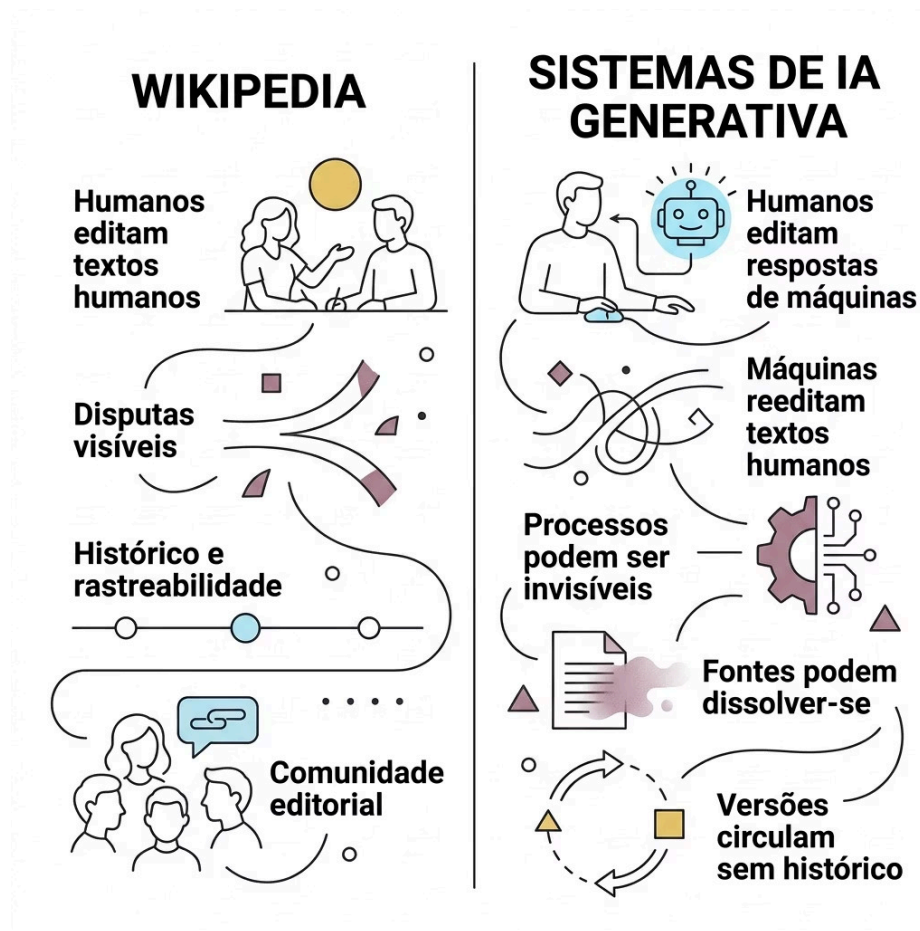 WIKIPEDIA
Humanos
editam
textos
humanos
Disputas
visíveis
Histórico e
rastreabilidade
Comunidade
editorial
SISTEMAS DE IA
GENERATIVA
Humanos
editam
respostas
de máquinas
Máquinas
reeditam
textos
humanos
Processos
podem ser
invisíveis
Fontes podem
dissolver-se
Versões
circulam
sem histórico